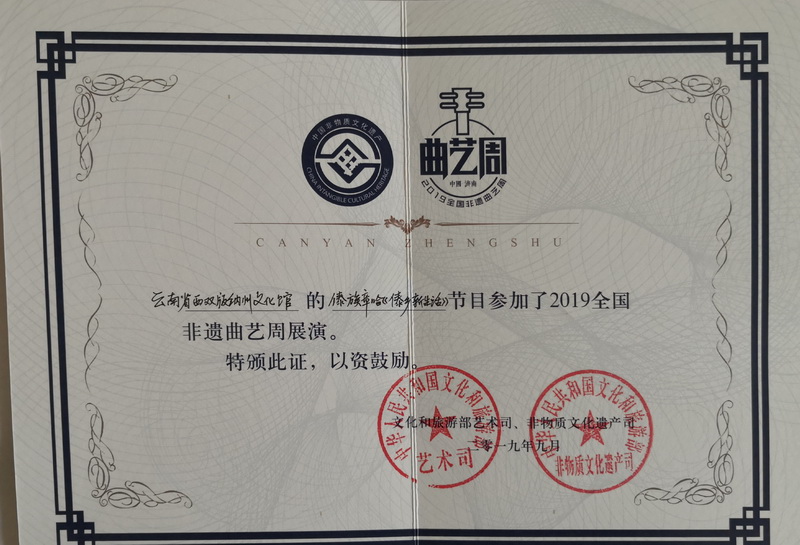 中国非物质文化遗产
CHINA INTANGIBLE CULTURAL HERITAGE
曲艺周
中國·濟南
2019全国非遗曲艺周
CANYAN ZHENGSHU
云南省西双版纳州文化馆 的 傣族章哈《傣乡新生活》节目参加了2019全国
非遗曲艺周展演。
特颁此证，以资鼓励。
文化和旅游部艺术司、非物质文化遗产司
二零一九年九月
中华人民共和国文化和旅游部
艺术司
中华人民共和国文化和旅游部
非物质文化遗产司